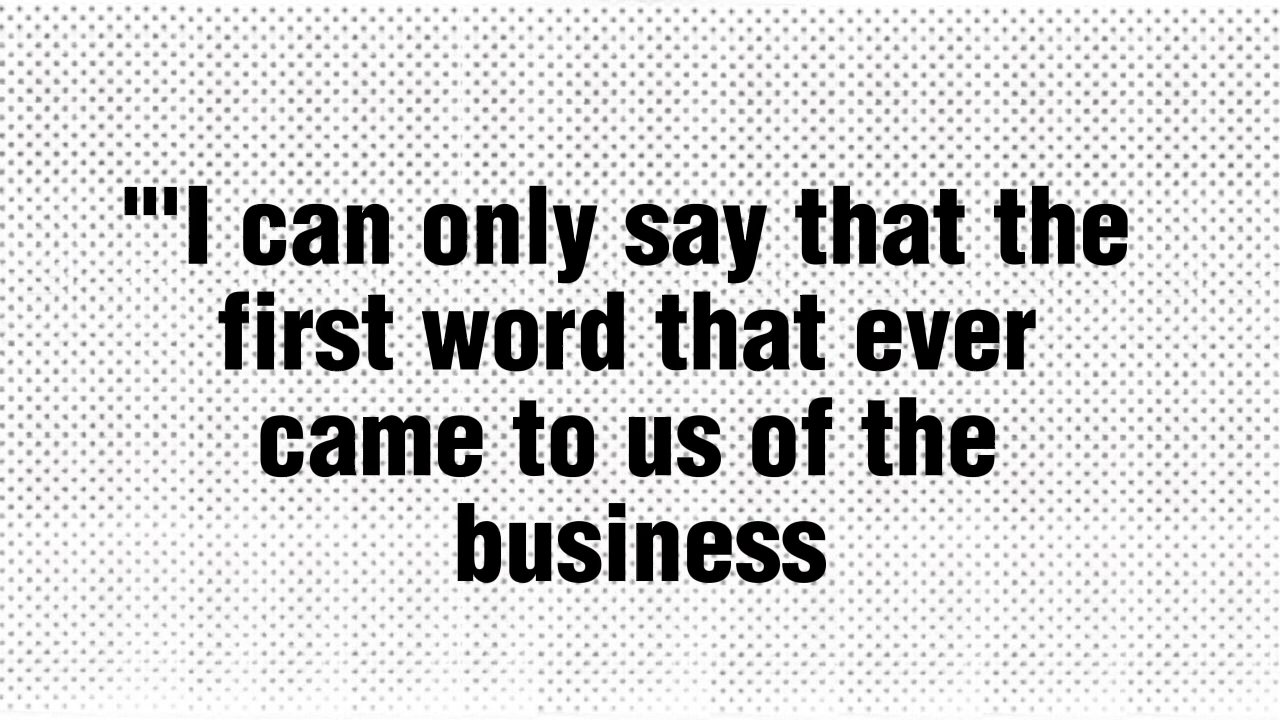 "'I can only say that the
first word that ever
came to us of the
business